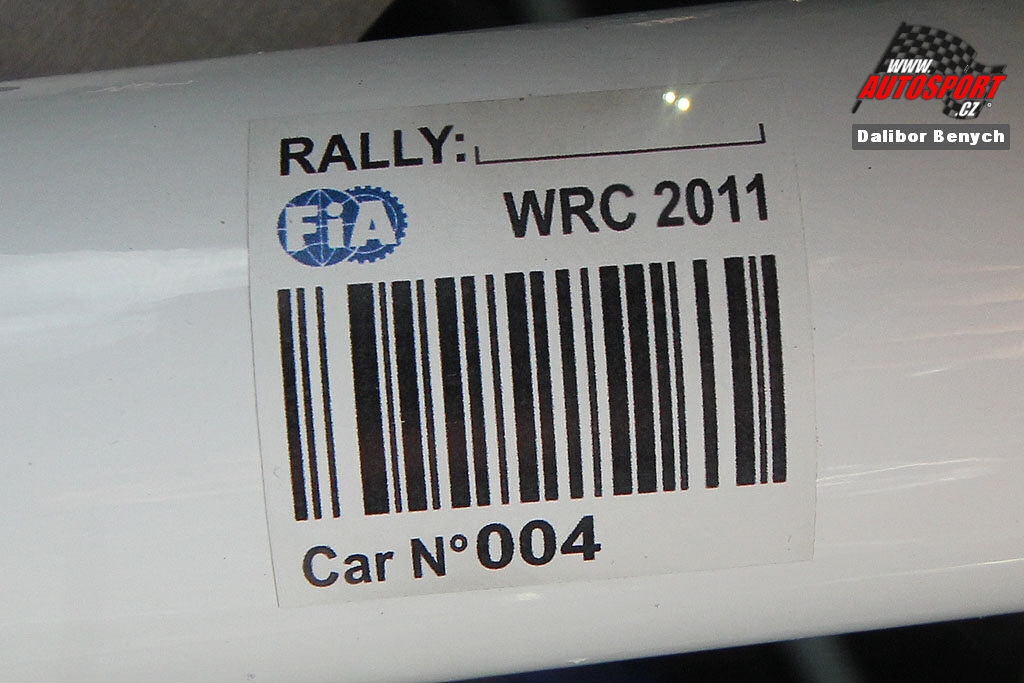 www.
AUTOSPORT
.CZ
Dalibor Benych
RALLY:
FiA
WRC 2011
Car N° 004